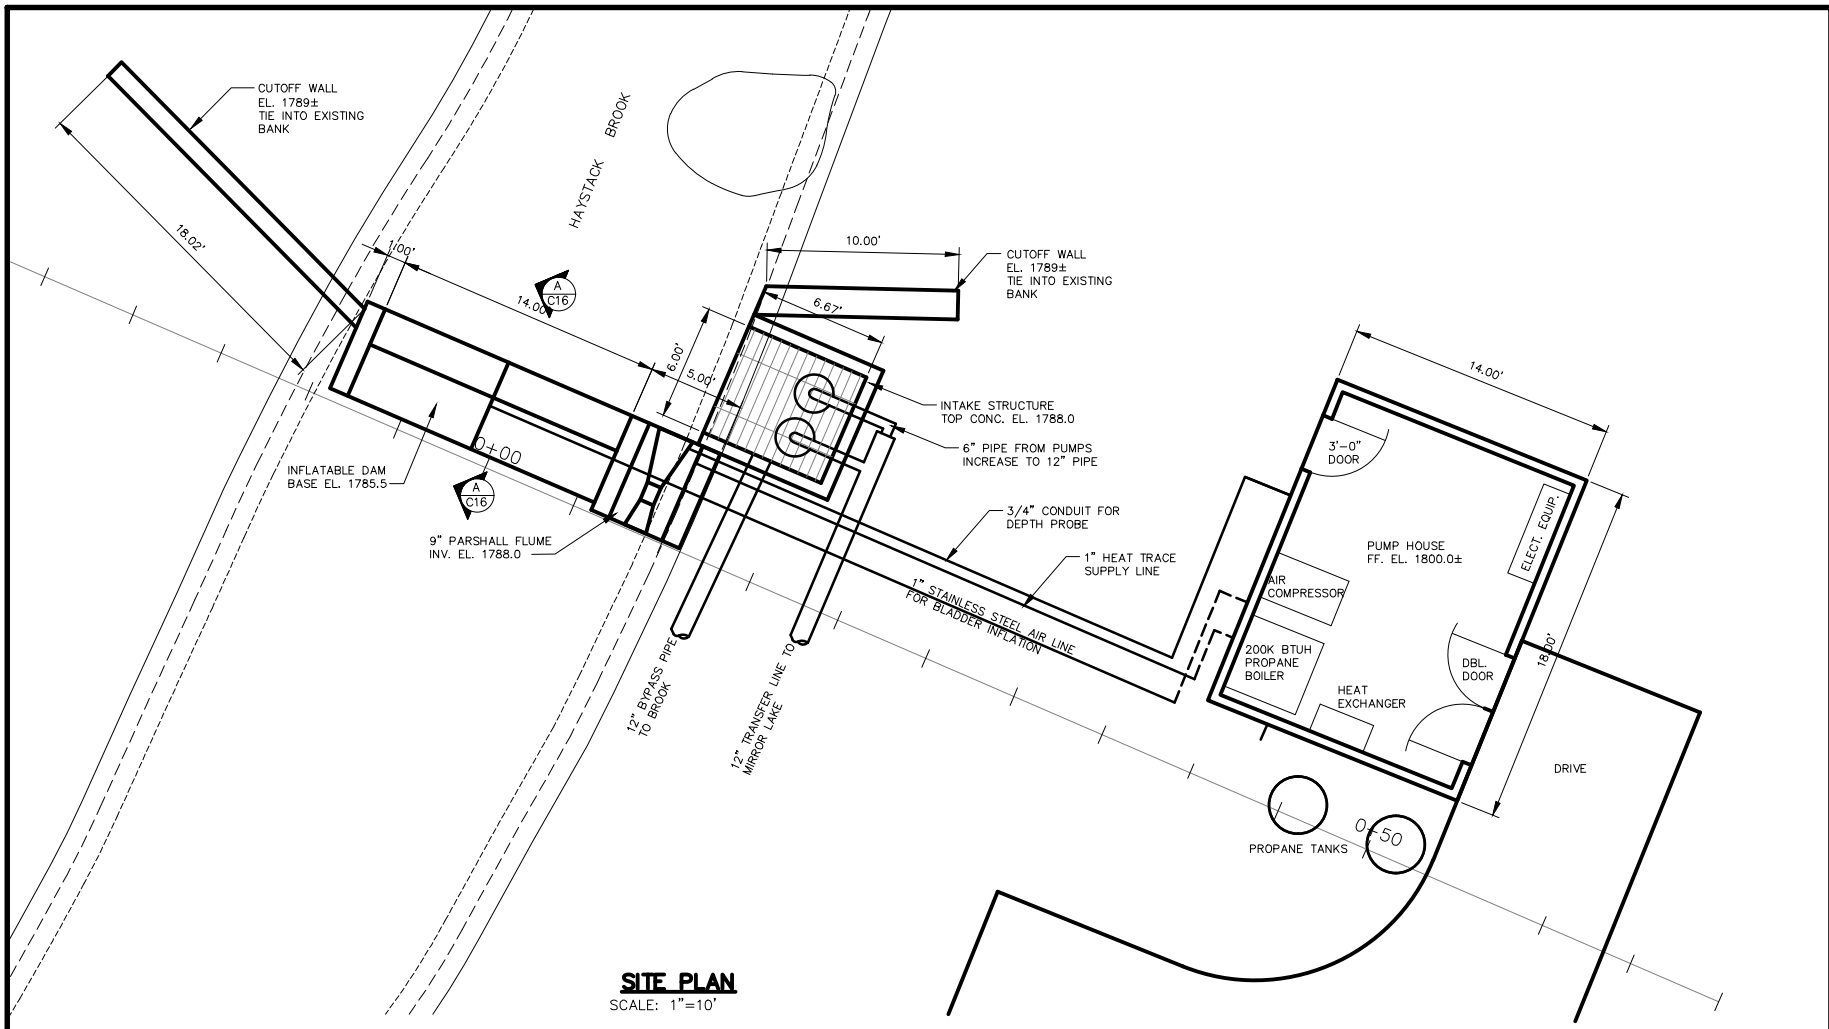 CUTOFF WALL
EL. 1789±
TIE INTO EXISTING
BANK
HAYSTACK BROOK
18.02'
1.00'
14.00'
A
C16
10.00'
CUTOFF WALL
EL. 1789±
TIE INTO EXISTING
BANK
6.67'
6.00'
5.00'
INTAKE STRUCTURE
TOP CONC. EL. 1788.0
6" PIPE FROM PUMPS
INCREASE TO 12" PIPE
14.00'
3'-0"
DOOR
INFLATABLE DAM
BASE EL. 1785.5
0+00
A
C16
9" PARSHALL FLUME
INV. EL. 1788.0
3/4" CONDUIT FOR
DEPTH PROBE
1" HEAT TRACE
SUPPLY LINE
1" STAINLESS STEEL AIR LINE
FOR BLADDER INFLATION
PUMP HOUSE
FF. EL. 1800.0±
ELECT. EQUIP.
AIR
COMPRESSOR
200K BTUH
PROPANE
BOILER
HEAT
EXCHANGER
DBL.
DOOR
18.00'
12" BYPASS PIPE
TO BROOK
12" TRANSFER LINE TO
MIRROR LAKE
DRIVE
0+50
PROPANE TANKS
SITE PLAN
SCALE: 1"=10'